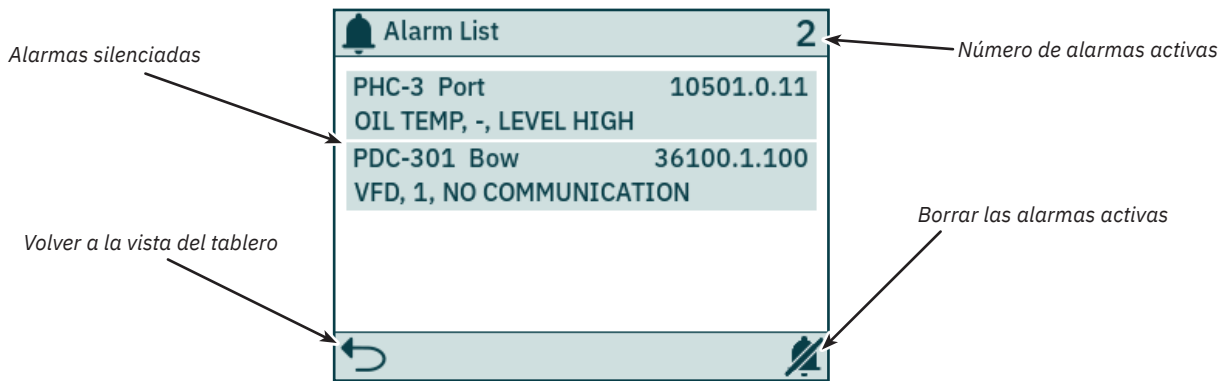 Alarm List 2
Alarmas silenciadas
Número de alarmas activas
PHC-3 Port 10501.0.11
OIL TEMP, -, LEVEL HIGH
PDC-301 Bow 36100.1.100
VFD, 1, NO COMMUNICATION
Borrar las alarmas activas
Volver a la vista del tablero